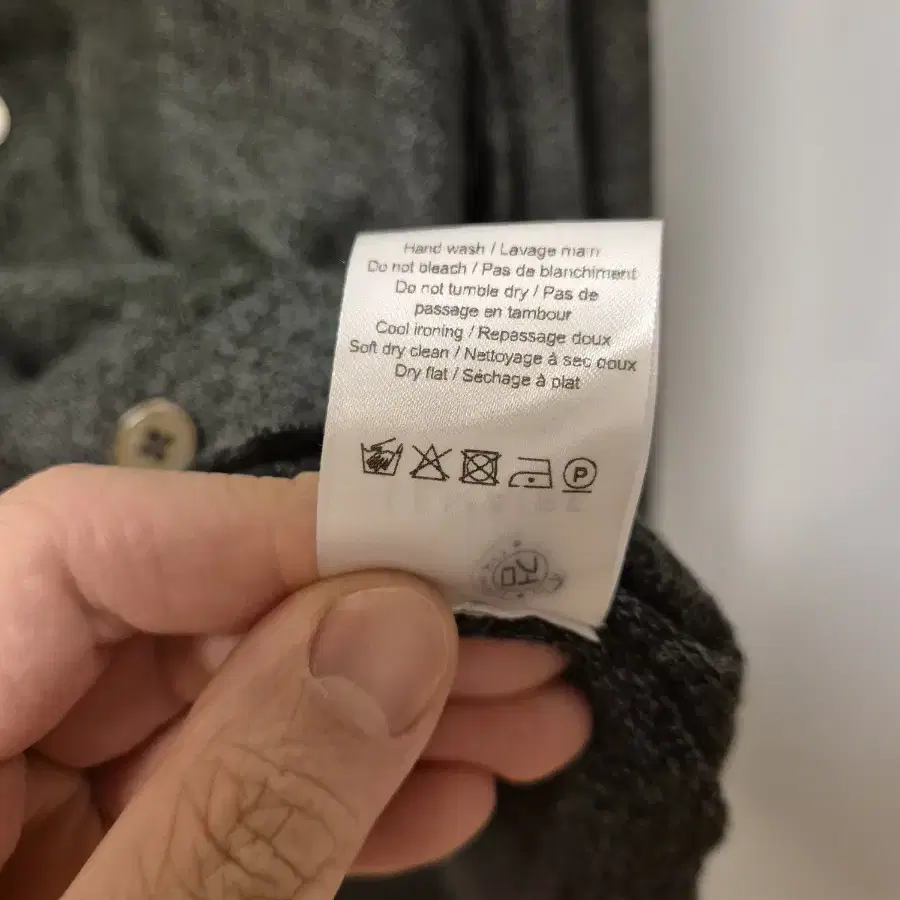 Hand wash / Lavage main
Do not bleach / Pas de blanchiment
Do not tumble dry / Pas de
passage en tambour
Cool ironing / Repassage doux
Soft dry clean / Nettoyage à sec doux
Dry flat / Séchage à plat
P